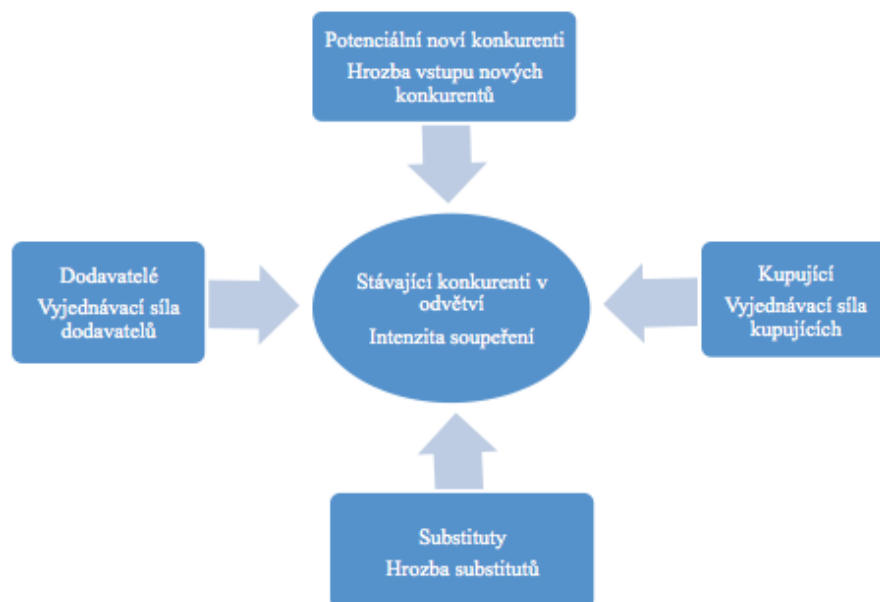 Potenciální noví konkurenti
Hrozba vstupu nových
konkurentů
Dodavatelé
Vyjednávací síla
dodavatelů
Stávající konkurenti v
odvětví
Intenzita soupeření
Kupující
Vyjednávací síla
kupujících
Substituty
Hrozba substitutů